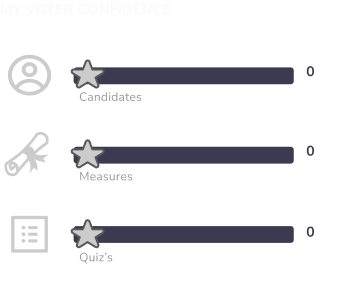 MY VOTER CONFIDENCE
0
Candidates
0
Measures
0
Quiz's